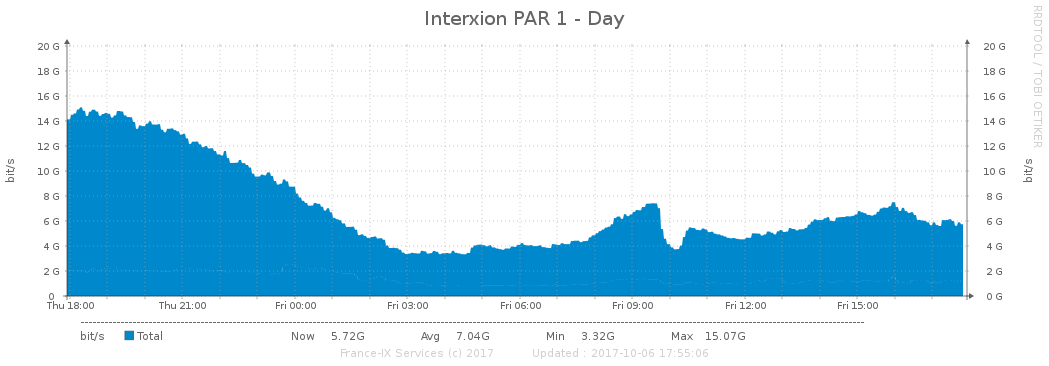 Interxion PAR 1 - Day
RRDTOOL / TOBI OETIKER
bit/s
20 G 20 G
18 G 18 G
16 G 16 G
14 G 14 G
12 G 12 G
10 G 10 G
8 G 8 G
6 G 6 G
4 G 4 G
2 G 2 G
0 0 G
bit/s
Thu 18:00 Thu 21:00 Fri 00:00 Fri 03:00 Fri 06:00 Fri 09:00 Fri 12:00 Fri 15:00
bit/s Total Now 5.72G Avg 7.04G Min 3.32G Max 15.07G
France-IX Services (c) 2017 Updated : 2017-10-06 17:55:06